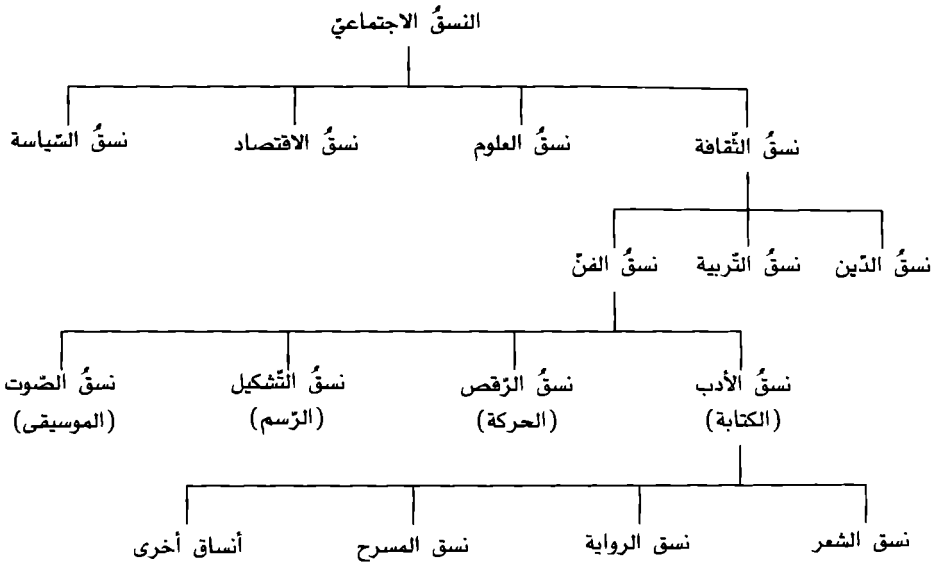 النسقُ الاجتماعيّ
نسقُ الثّقافة نسقُ العلوم نسقُ الاقتصاد نسقُ السّياسة
نسقُ الدّين نسقُ التّربية نسقُ الفنّ
نسقُ الأدب نسقُ الرّقص نسقُ التّشكيل نسقُ الصّوت
(الكتابة) (الحركة) (الرّسم) (الموسيقى)
نسق الشعر نسق الرواية نسق المسرح أنساق أخرى